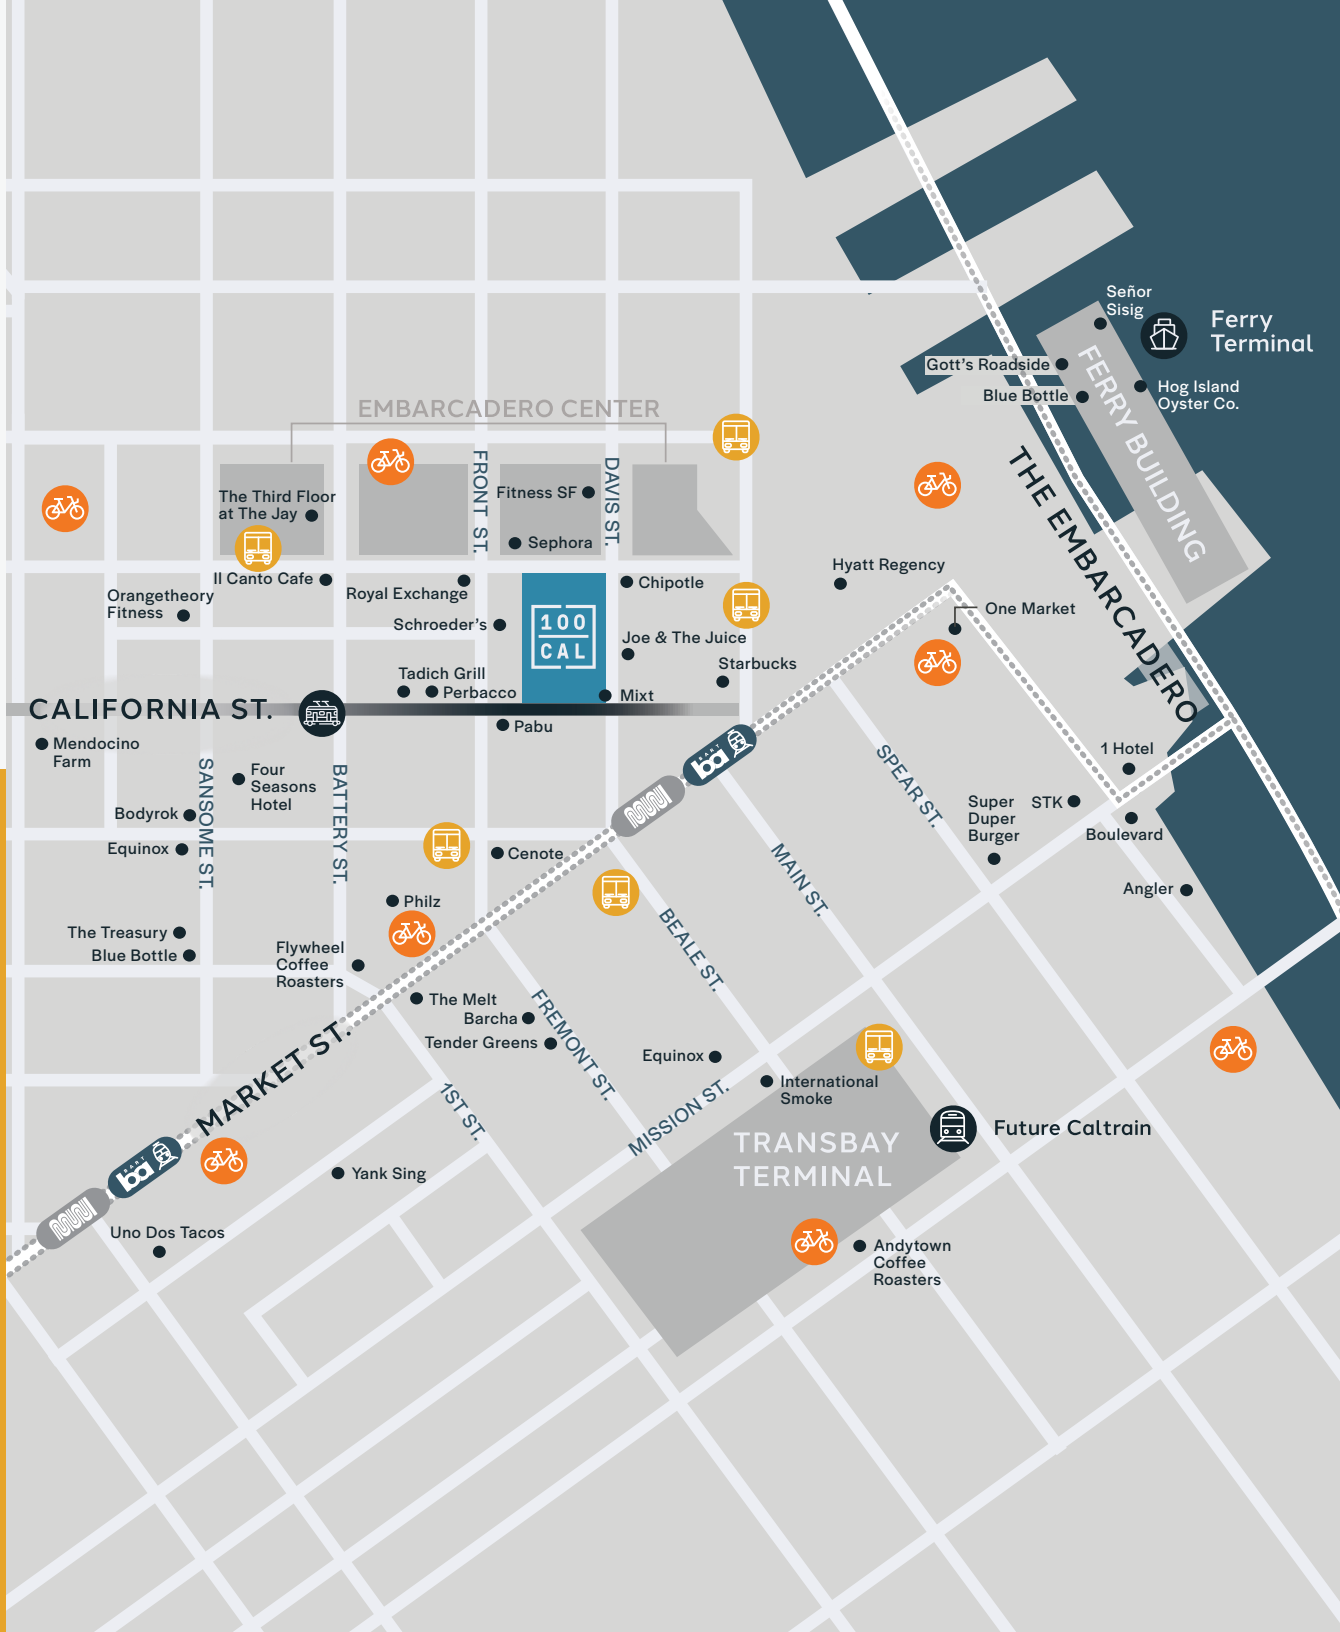 Señor
Sisig
Ferry
Terminal
Gott's Roadside
Blue Bottle
Hog Island
Oyster Co.
FERRY BUILDING
THE EMBARCADERO
EMBARCADERO CENTER
FRONT ST.
DAVIS ST.
The Third Floor
at The Jay
Fitness SF
Sephora
Il Canto Cafe
Orangetheory
Fitness
Royal Exchange
Chipotle
Hyatt Regency
One Market
Schroeder's
100
CAL
Joe & The Juice
Starbucks
Tadich Grill
Perbacco
Mixt
CALIFORNIA ST.
Pabu
Mendocino
Farm
Four
Seasons
Hotel
SANSOME ST.
BATTERY ST.
Bodyrok
Equinox
BART
ba
MUNI
SPEAR ST.
1 Hotel
STK
Super
Duper
Burger
Boulevard
Angler
MAIN ST.
Cenote
Philz
BEALE ST.
The Treasury
Blue Bottle
Flywheel
Coffee
Roasters
The Melt
Barcha
Tender Greens
FREMONT ST.
MARKET ST.
Equinox
International
Smoke
1ST ST.
MISSION ST.
TRANSBAY
TERMINAL
Future Caltrain
BART
ba
MUNI
Yank Sing
Uno Dos Tacos
Andytown
Coffee
Roasters